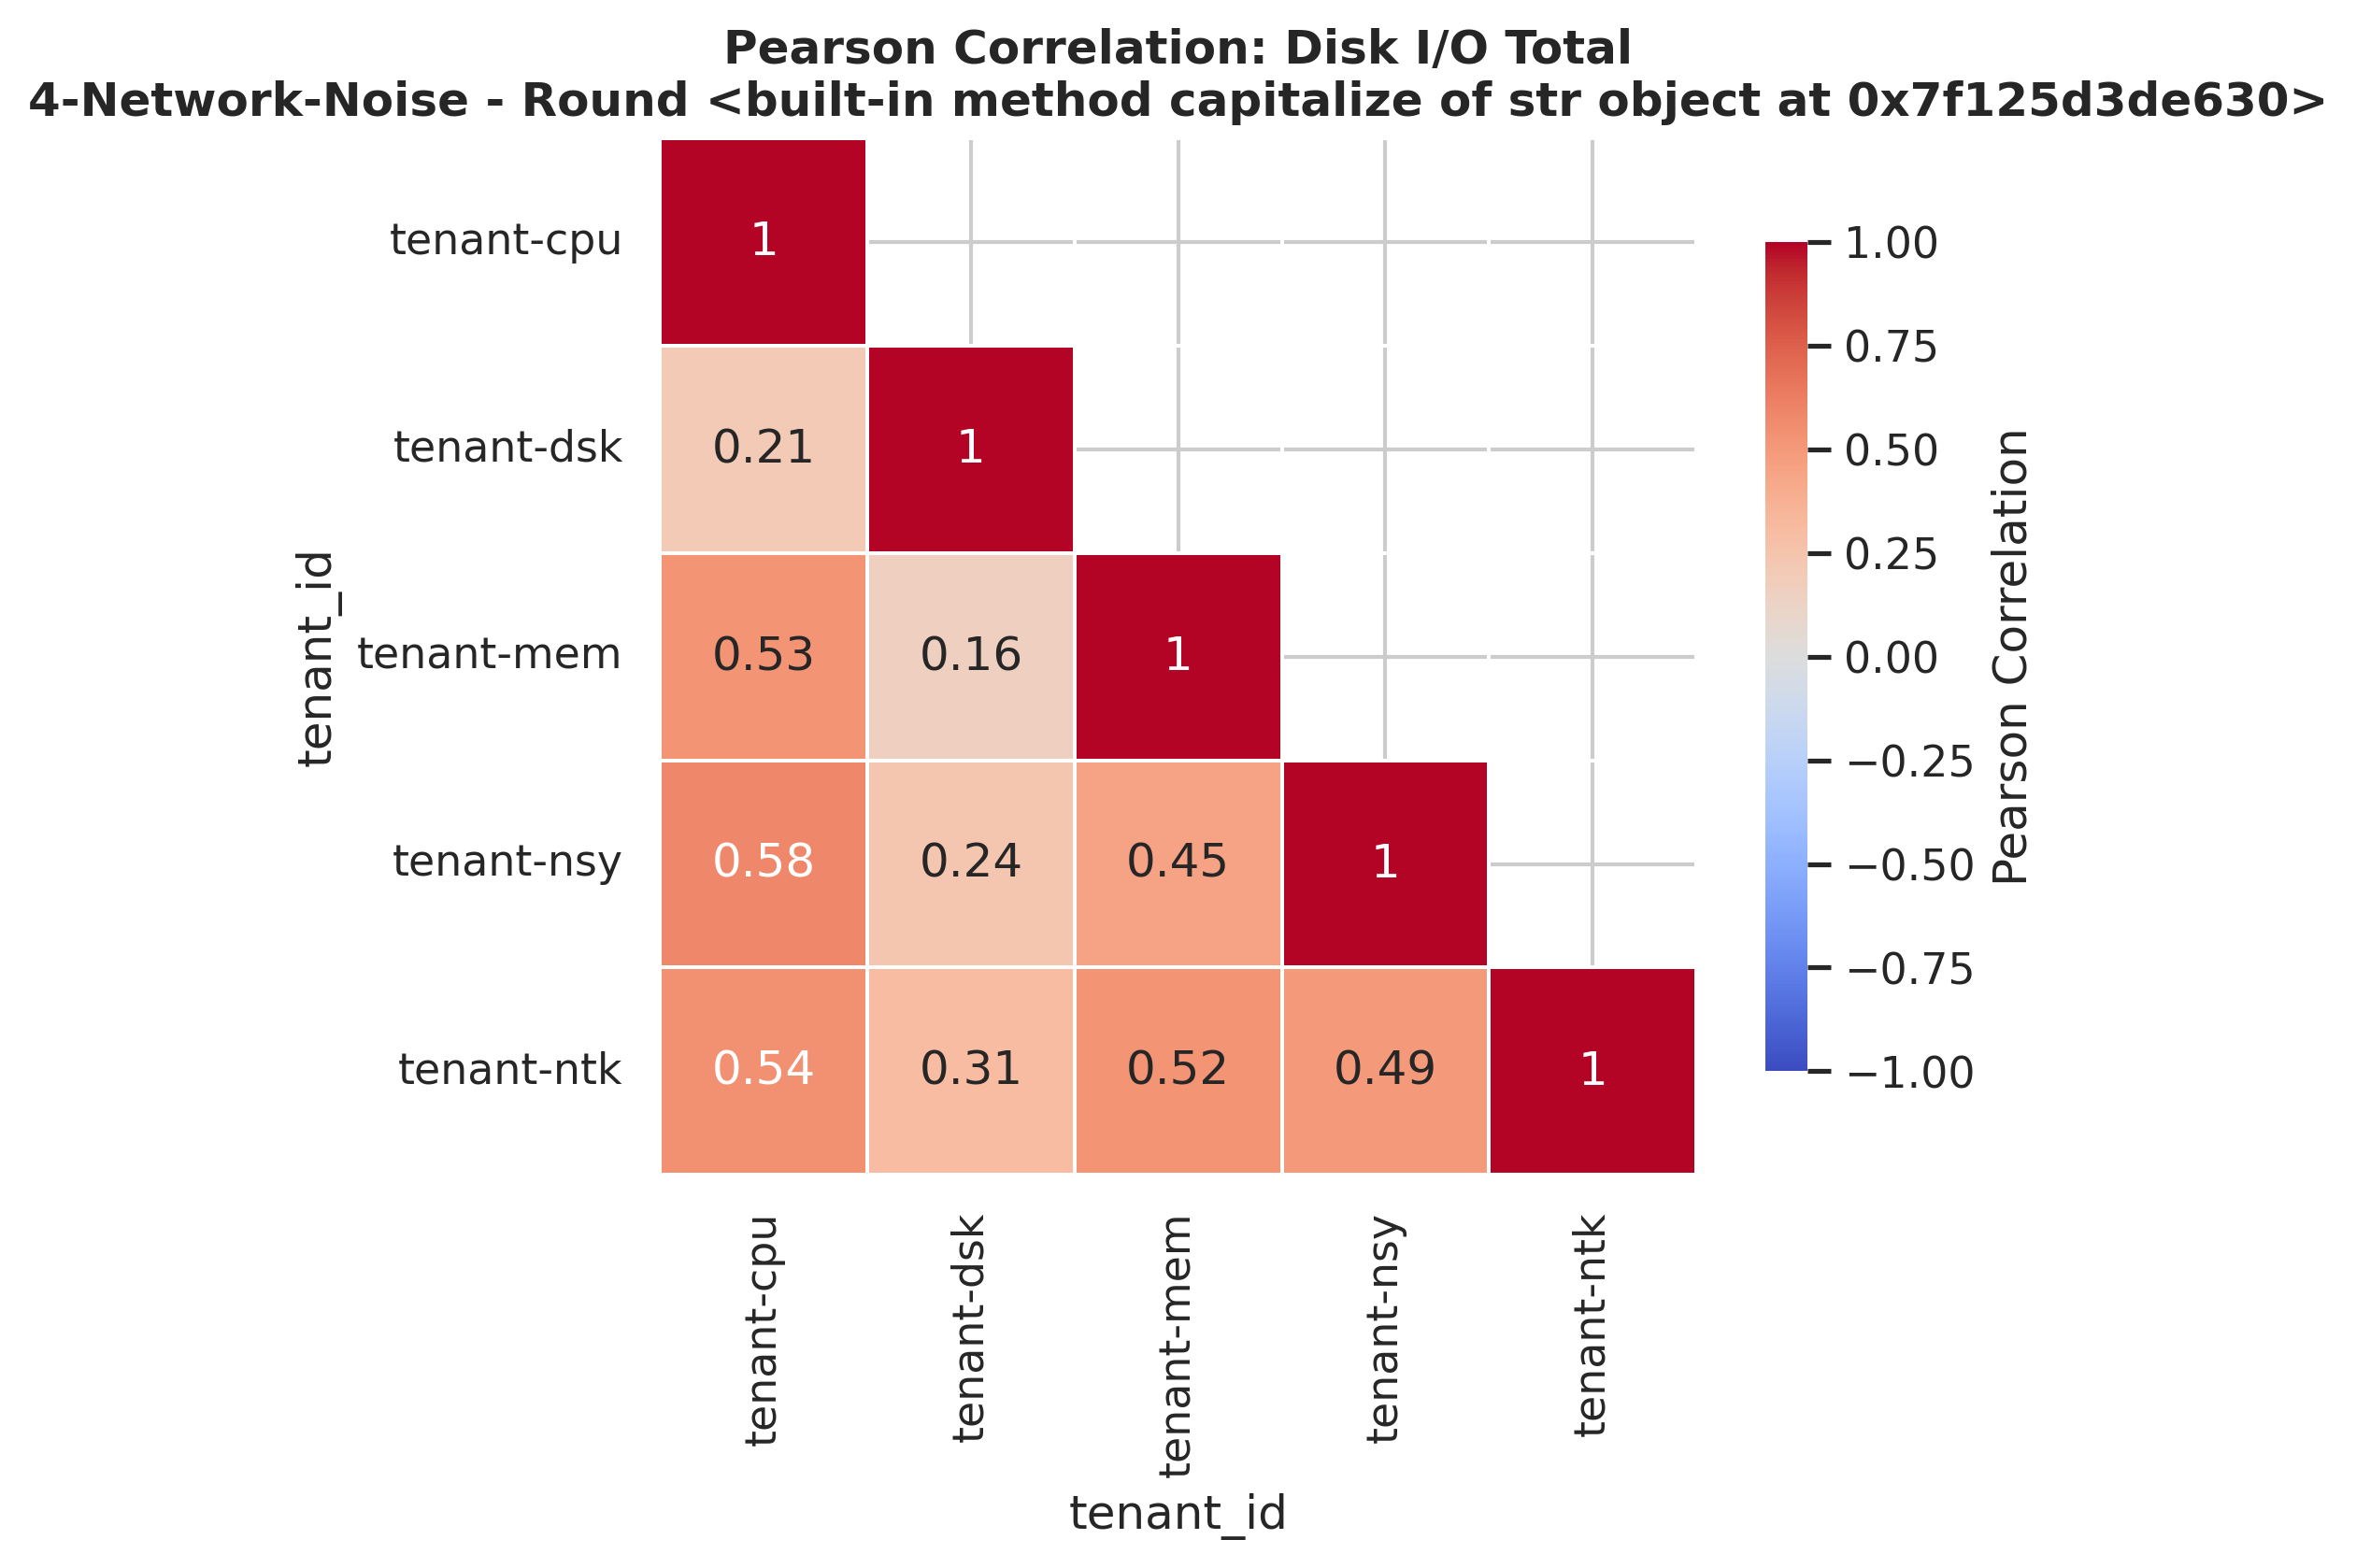 Pearson Correlation: Disk I/O Total
4-Network-Noise - Round <built-in method capitalize of str object at 0x7f125d3de630>
tenant_id
tenant-cpu
1
tenant-dsk
0.21 1
tenant-mem
0.53 0.16 1
tenant-nsy
0.58 0.24 0.45 1
tenant-ntk
0.54 0.31 0.52 0.49 1
tenant-cpu
tenant-dsk
tenant-mem
tenant-nsy
tenant-ntk
tenant_id
1.00
0.75
0.50
0.25
0.00
−0.25
−0.50
−0.75
−1.00
Pearson Correlation